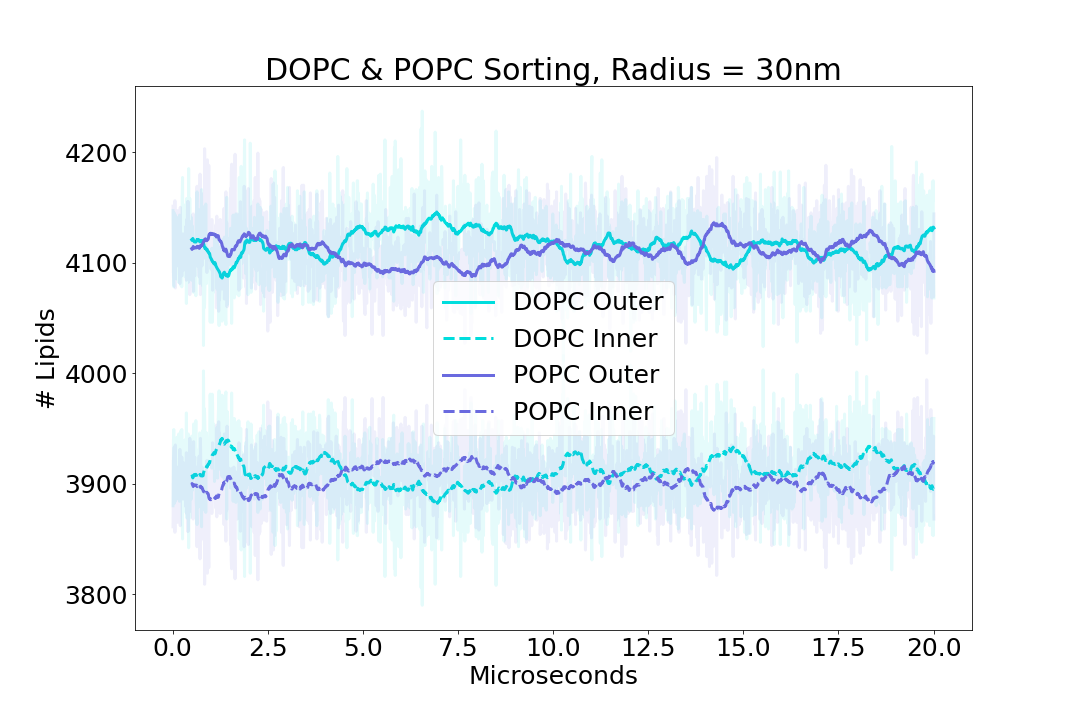 DOPC & POPC Sorting, Radius = 30nm
4200
4100
4000
3900
3800
# Lipids
DOPC Outer
DOPC Inner
POPC Outer
POPC Inner
0.0 2.5 5.0 7.5 10.0 12.5 15.0 17.5 20.0
Microseconds